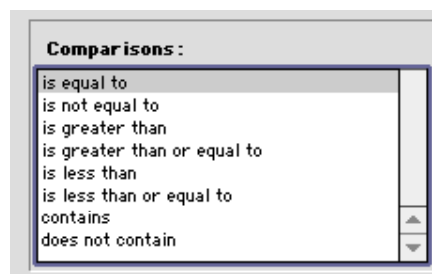 Comparisons:
is equal to
is not equal to
is greater than
is greater than or equal to
is less than
is less than or equal to
contains
does not contain